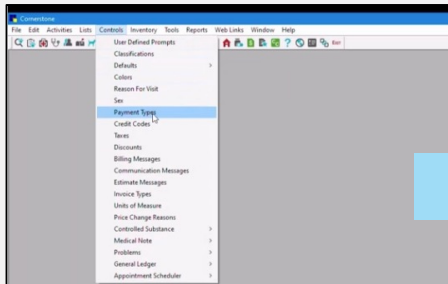 Cornerstone
File Edit Activities Lists Controls Inventory Tools Reports Web Links Window Help
User Defined Prompts
Classifications
Defaults
Colors
Reason For Visit
Sex
Payment Types
Credit Codes
Taxes
Discounts
Billing Messages
Communication Messages
Estimate Messages
Invoice Types
Units of Measure
Price Change Reasons
Controlled Substance
Medical Note
Problems
General Ledger
Appointment Scheduler